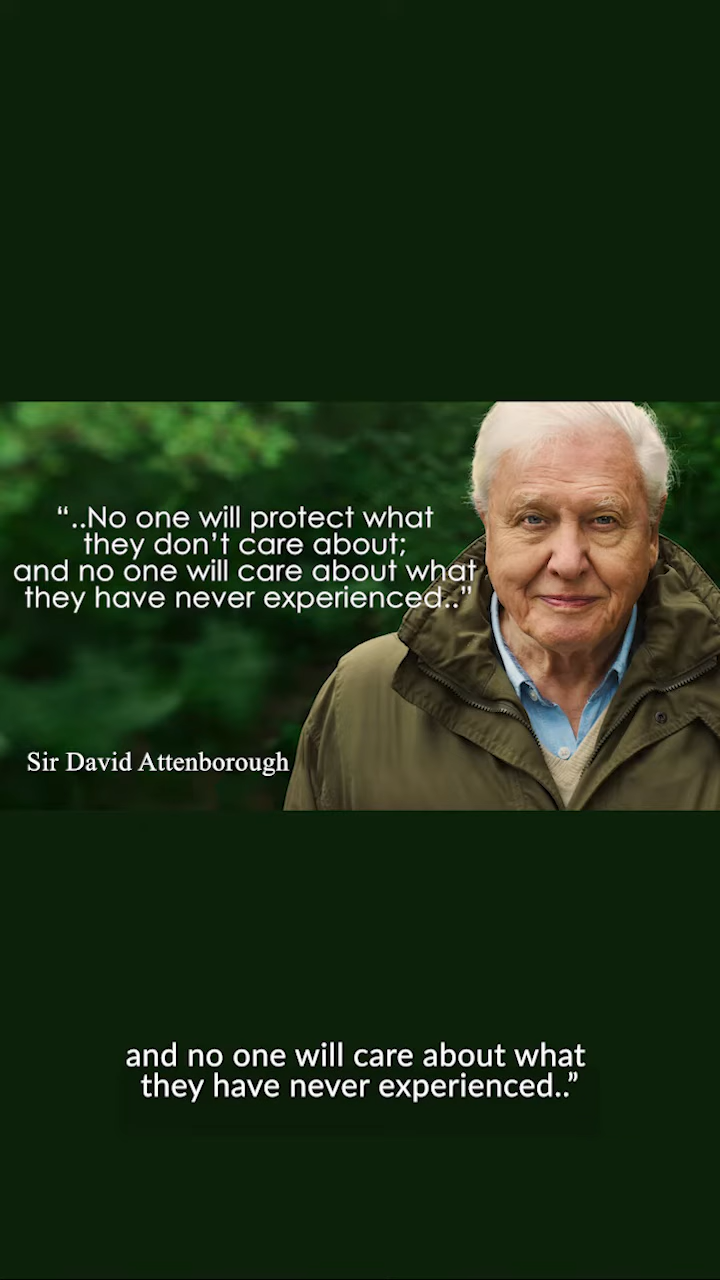 “..No one will protect what
they don’t care about;
and no one will care about what
they have never experienced..”
Sir David Attenborough
and no one will care about what
they have never experienced..”